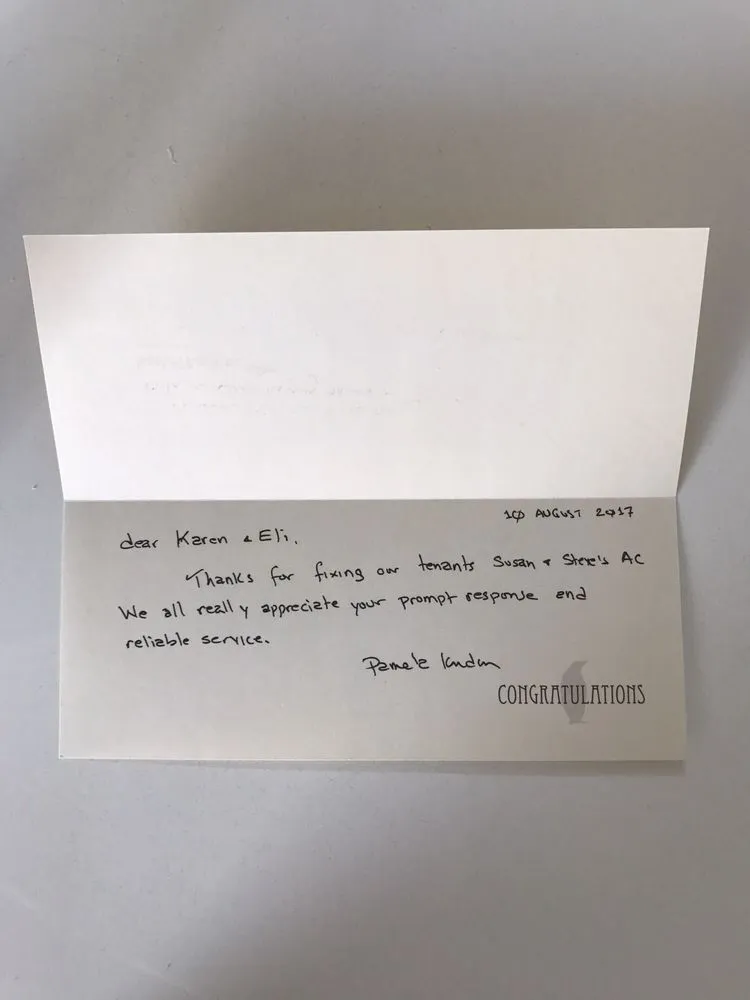 10 AUGUST 2017
dear Karen & Eli,
Thanks for fixing our tenants Susan & Steve's AC
We all really appreciate your prompt response and
reliable service.
Pamela
CONGRATULATIONS